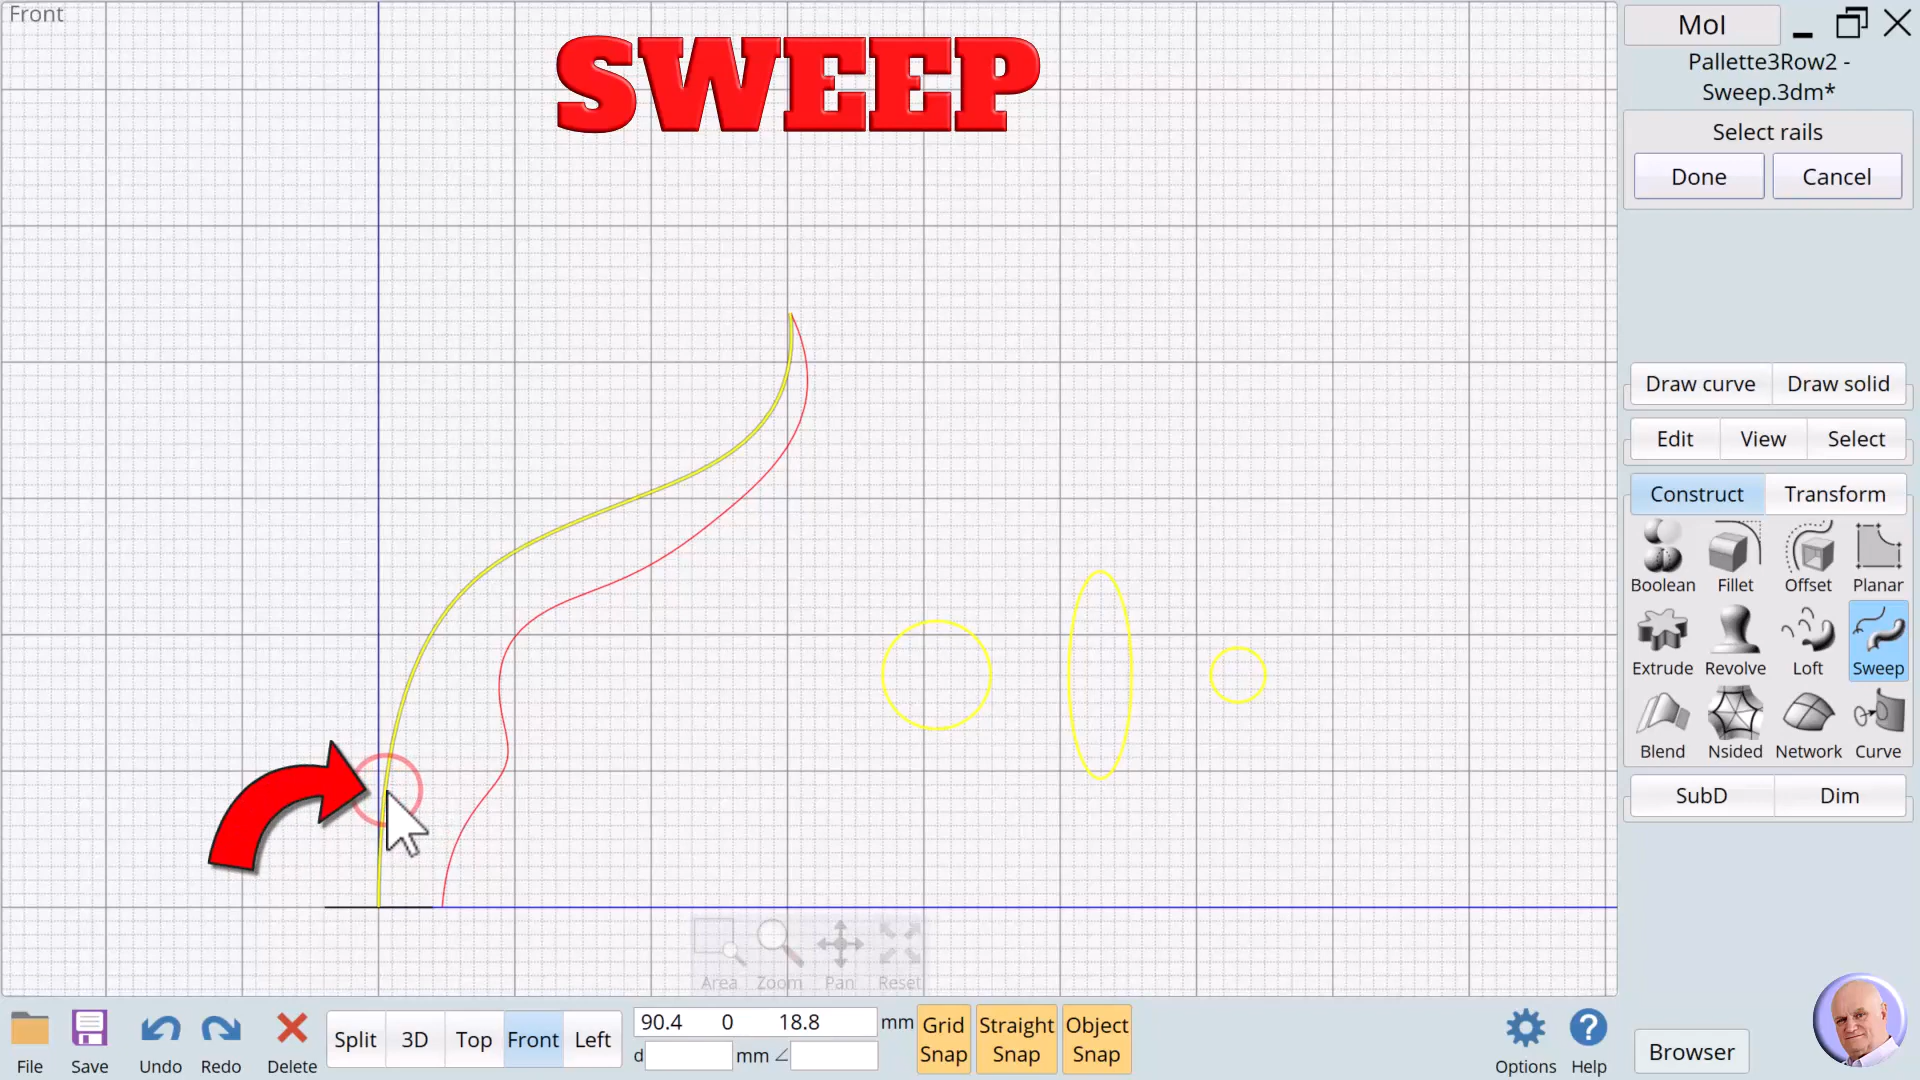 Front
SWEEP
MoI
Pallette3Row2 -
Sweep.3dm*
Select rails
Done
Cancel
Draw curve
Draw solid
Edit
View
Select
Construct
Transform
Boolean
Fillet
Offset
Planar
Extrude
Revolve
Loft
Sweep
Blend
Nsided
Network
Curve
SubD
Dim
Area
Zoom
Pan
Reset
File
Save
Undo
Redo
Delete
Split
3D
Top
Front
Left
90.4 0 18.8 mm
d mm ∠
Grid
Snap
Straight
Snap
Object
Snap
Options
Help
Browser